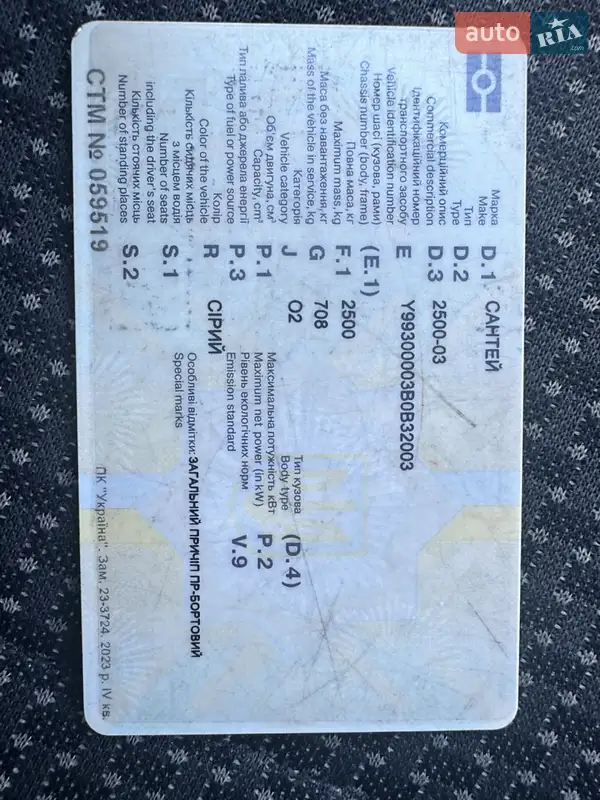 auto RIA .com
Марка
Make D.1 САНТЕЙ
Тип
Type D.2
Комерційний опис
Commercial description D.3 2500-03
Ідентифікаційний номер
транспортного засобу
Vehicle identification number E Y99300003B0B32003
Номер шасі (кузова, рами)
Chassis number (body, frame) (E.1)
Повна маса, кг
Maximum mass, kg F.1 2500
Маса без навантаження, кг
Mass of the vehicle in service, kg G 708
Категорія
Vehicle category J O2
Тип кузова
Body type (D.4)
Об'єм двигуна, см³
Capacity, cm³ P.1
Максимальна потужність кВт
Maximum net power (in kW) P.2
Тип палива або джерела енергії
Type of fuel or power source P.3
Рівень екологічних норм
Emission standard V.9
Колір
Color of the vehicle R СІРИЙ
Кількість сидячих місць
з місцем водія
Number of seats S.1
including the driver's seat
Особливі відмітки: ЗАГАЛЬНИЙ ПРИЧІП ПР-БОРТОВИЙ
Special marks
Кількість стоячих місць
Number of standing places S.2
СТМ № 059519
ПК "Україна". Зам. 23-3724. 2023 р. IV кв.